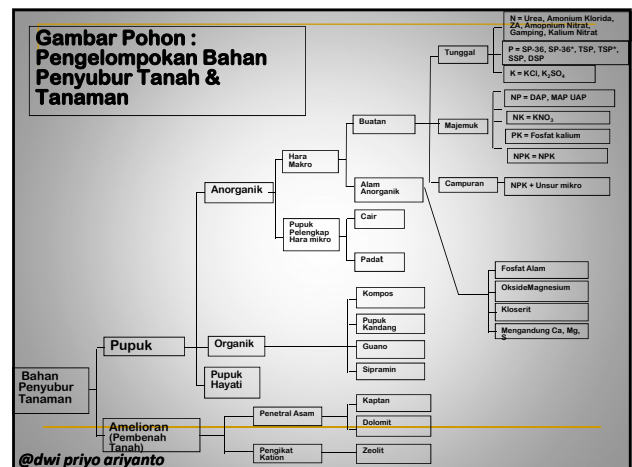 Gambar Pohon :
Pengelompokan Bahan
Penyubur Tanah &
Tanaman
N = Urea, Amonium Klorida,
ZA, Amopnium Nitrat,
Gamping, Kalium Nitrat
Tunggal
P = SP-36, SP-36*, TSP, TSP*,
SSP, DSP
K = KCl, K₂SO₄
NP = DAP, MAP UAP
Buatan
Majemuk
NK = KNO₃
PK = Fosfat kalium
NPK = NPK
Hara
Makro
Anorganik
Alam
Anorganik
Campuran
NPK + Unsur mikro
Pupuk
Pelengkap
Hara mikro
Cair
Padat
Fosfat Alam
OksideMagnesium
Kloserit
Mengandung Ca, Mg,
S
Kompos
Pupuk
Kandang
Pupuk
Organik
Guano
Sipramin
Pupuk
Hayati
Bahan
Penyubur
Tanaman
Amelioran
(Pembenah
Tanah)
Penetral Asam
Kaptan
Dolomit
Pengikat
Kation
Zeolit
@dwi priyo ariyanto